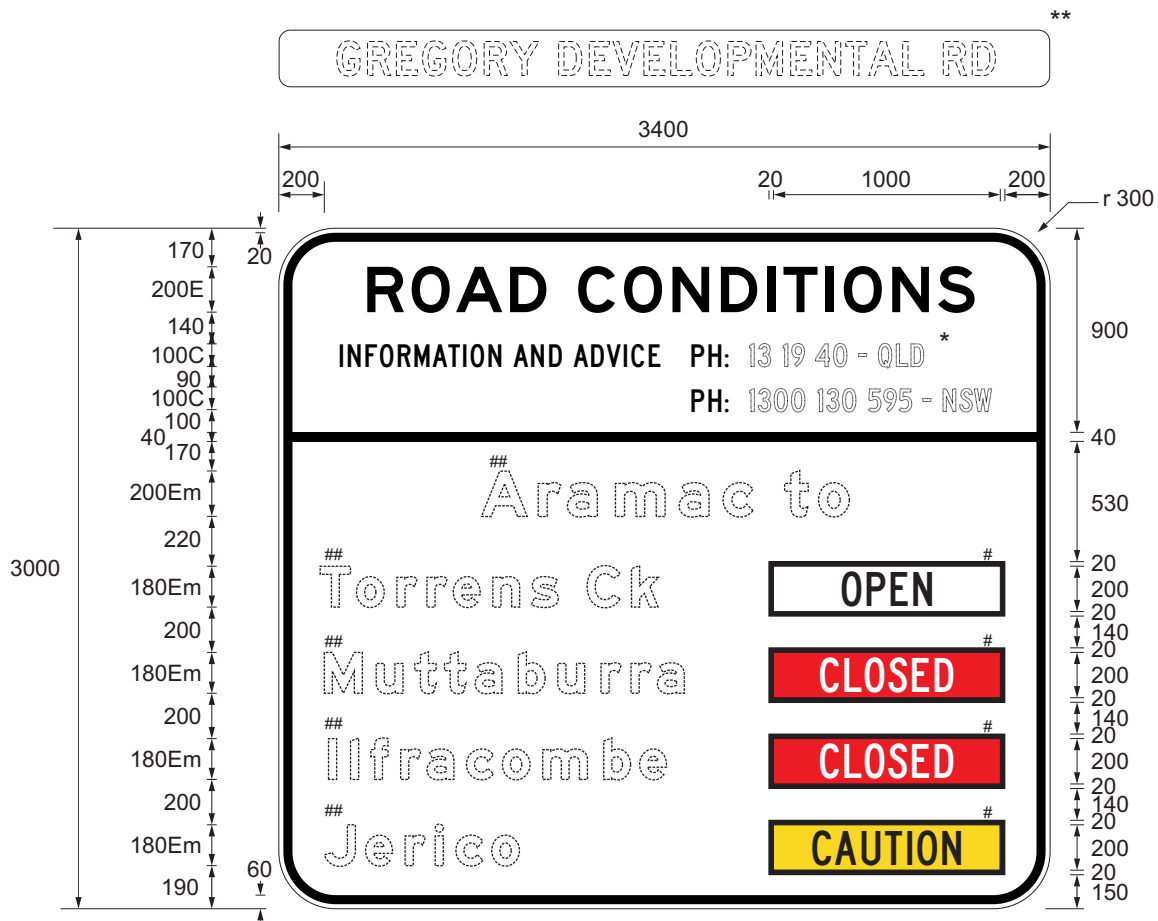 **
GREGORY DEVELOPMENTAL RD
3400
200 20 1000 200
r 300
170 20
200E
ROAD CONDITIONS
140
900
100C
INFORMATION AND ADVICE PH: 13 19 40 - QLD *
90
100C
PH: 1300 130 595 - NSW
100
40 40
170
##
200Em
Aramac to
530
220
3000
## #
20
180Em
Torrens Ck OPEN
200
20
200
140
## #
20
180Em
Muttaburra CLOSED
200
20
200
140
## #
20
180Em
Ilfracombe CLOSED
200
20
200
140
## #
20
180Em
Jerico CAUTION
200
20
60
190
150